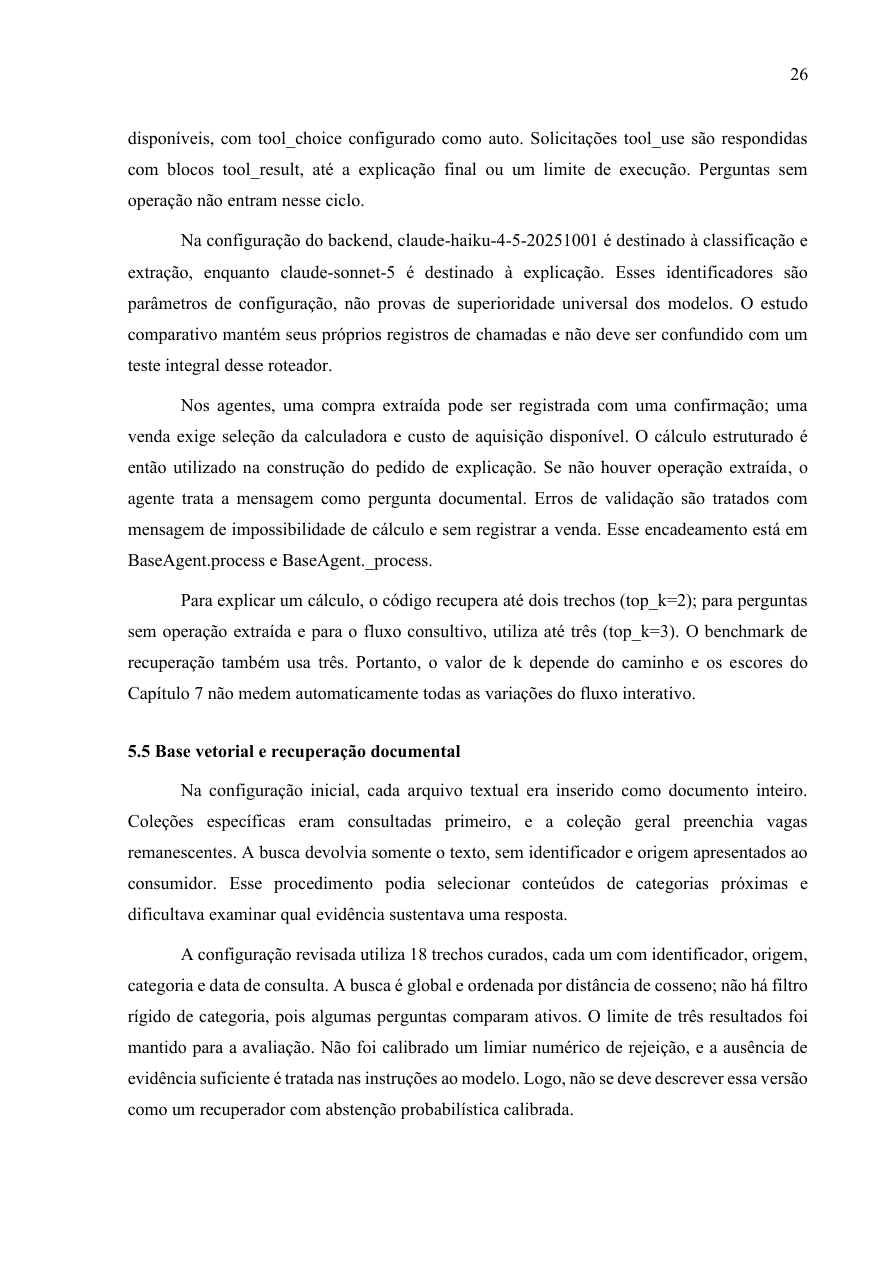 26
disponíveis, com tool_choice configurado como auto. Solicitações tool_use são respondidas
com blocos tool_result, até a explicação final ou um limite de execução. Perguntas sem
operação não entram nesse ciclo.
Na configuração do backend, claude-haiku-4-5-20251001 é destinado à classificação e
extração, enquanto claude-sonnet-5 é destinado à explicação. Esses identificadores são
parâmetros de configuração, não provas de superioridade universal dos modelos. O estudo
comparativo mantém seus próprios registros de chamadas e não deve ser confundido com um
teste integral desse roteador.
Nos agentes, uma compra extraída pode ser registrada com uma confirmação; uma
venda exige seleção da calculadora e custo de aquisição disponível. O cálculo estruturado é
então utilizado na construção do pedido de explicação. Se não houver operação extraída, o
agente trata a mensagem como pergunta documental. Erros de validação são tratados com
mensagem de impossibilidade de cálculo e sem registrar a venda. Esse encadeamento está em
BaseAgent.process e BaseAgent._process.
Para explicar um cálculo, o código recupera até dois trechos (top_k=2); para perguntas
sem operação extraída e para o fluxo consultivo, utiliza até três (top_k=3). O benchmark de
recuperação também usa três. Portanto, o valor de k depende do caminho e os escores do
Capítulo 7 não medem automaticamente todas as variações do fluxo interativo.
5.5 Base vetorial e recuperação documental
Na configuração inicial, cada arquivo textual era inserido como documento inteiro.
Coleções específicas eram consultadas primeiro, e a coleção geral preenchia vagas
remanescentes. A busca devolvia somente o texto, sem identificador e origem apresentados ao
consumidor. Esse procedimento podia selecionar conteúdos de categorias próximas e
dificultava examinar qual evidência sustentava uma resposta.
A configuração revisada utiliza 18 trechos curados, cada um com identificador, origem,
categoria e data de consulta. A busca é global e ordenada por distância de cosseno; não há filtro
rígido de categoria, pois algumas perguntas comparam ativos. O limite de três resultados foi
mantido para a avaliação. Não foi calibrado um limiar numérico de rejeição, e a ausência de
evidência suficiente é tratada nas instruções ao modelo. Logo, não se deve descrever essa versão
como um recuperador com abstenção probabilística calibrada.